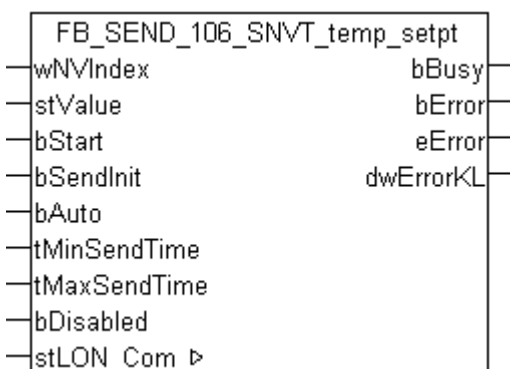 FB_SEND_106_SNVT_temp_setpt
wNVIndex bBusy
stValue bError
bStart eError
bSendInit dwErrorKL
bAuto
tMinSendTime
tMaxSendTime
bDisabled
stLON_Com ▷